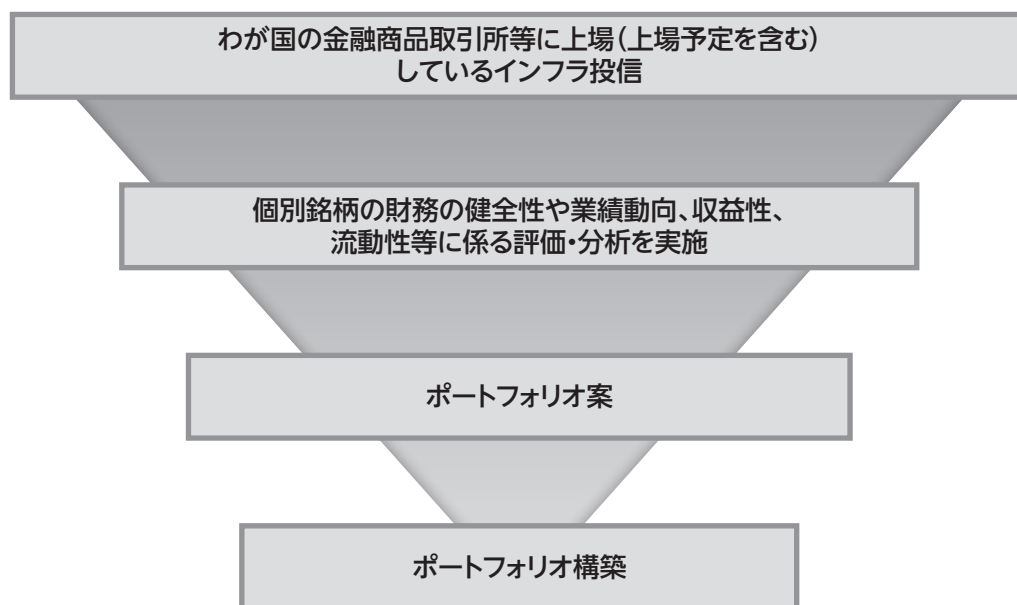 わが国の金融商品取引所等に上場(上場予定を含む)
しているインフラ投信
個別銘柄の財務の健全性や業績動向、収益性、
流動性等に係る評価・分析を実施
ポートフォリオ案
ポートフォリオ構築